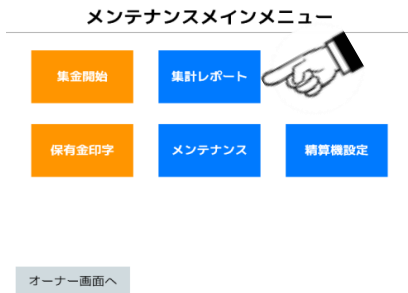 メンテナンスメインメニュー
集金開始
集計レポート
保有金印字
メンテナンス
精算機設定
オーナー画面へ